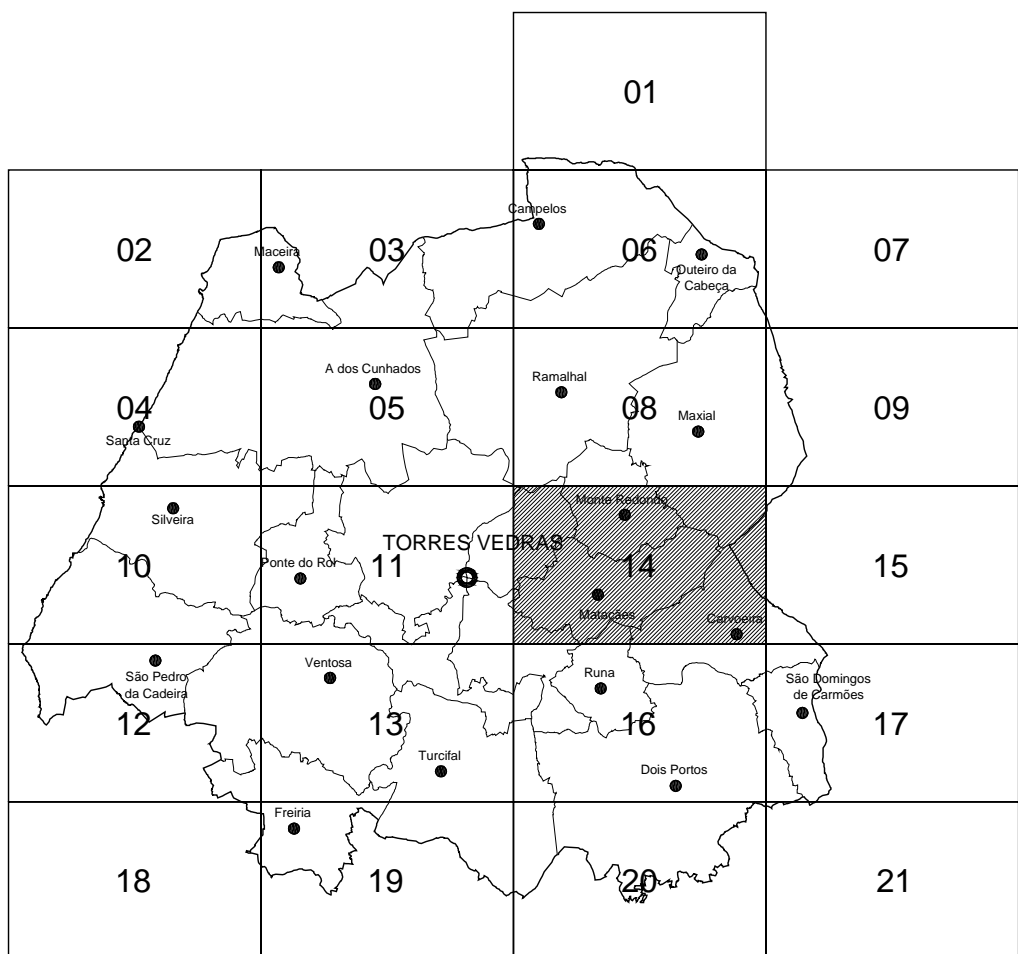 01
Campelos
02
Maceira
03
06
Outeiro da
Cabeça
07
A dos Cunhados
Ramalhal
04
Santa Cruz
05
08
Maxial
09
Silveira
Monte Redondo
TORRES VEDRAS
10
Ponte do Rol
11
14
15
Matacães
Carvoeira
São Pedro
da Cadeira
Ventosa
Runa
São Domingos
de Carmões
12
13
16
17
Turcifal
Dois Portos
Freiria
18
19
20
21